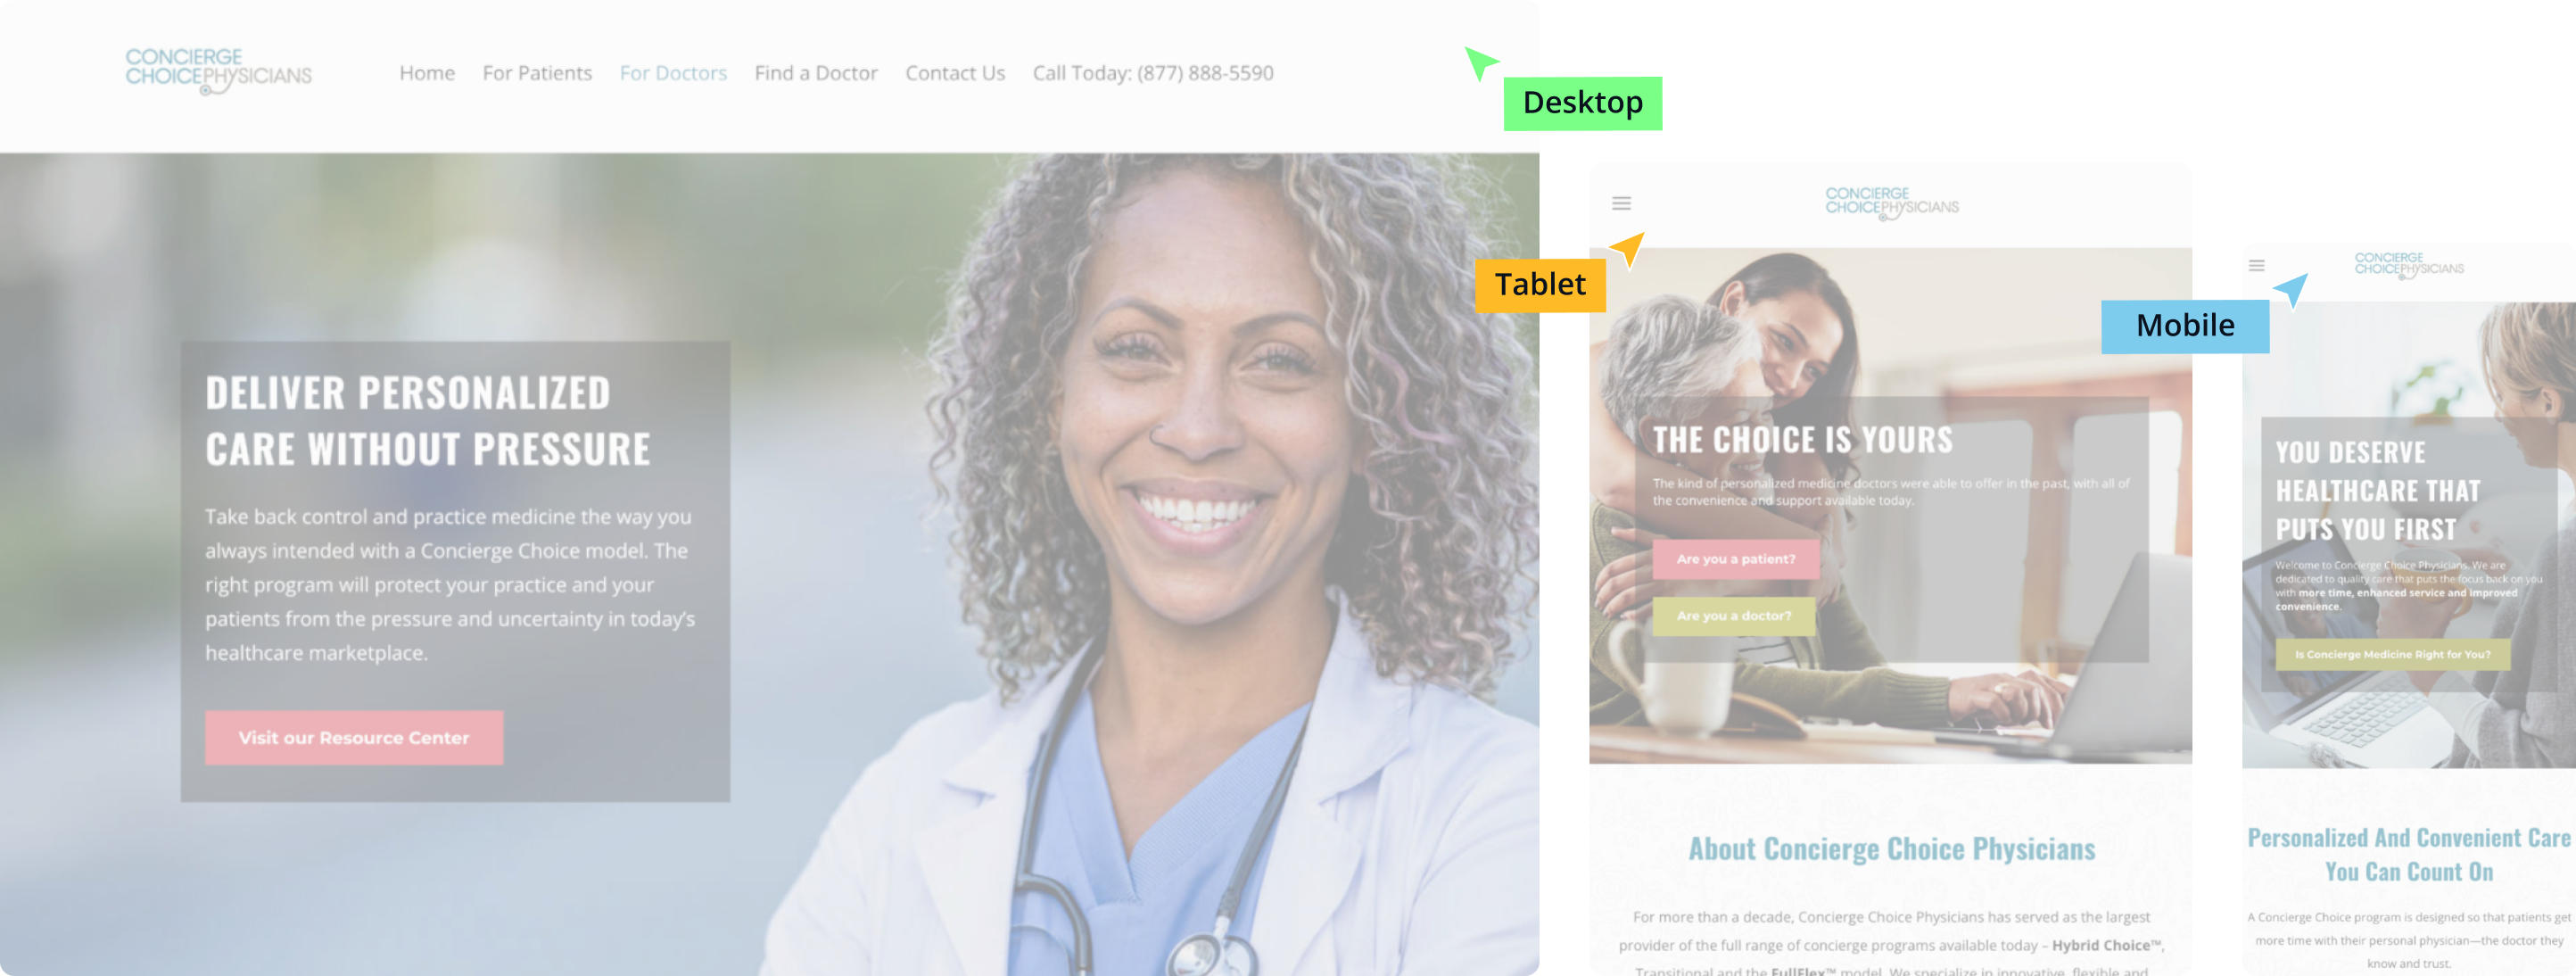 CONCIERGE
CHOICEPHYSICIANS
Home For Patients For Doctors Find a Doctor Contact Us Call Today: (877) 888-5590
Desktop
DELIVER PERSONALIZED
CARE WITHOUT PRESSURE
Take back control and practice medicine the way you
always intended with a Concierge Choice model. The
right program will protect your practice and your
patients from the pressure and uncertainty in today’s
healthcare marketplace.
Visit our Resource Center
Tablet
CONCIERGE
CHOICEPHYSICIANS
THE CHOICE IS YOURS
The kind of personalized medicine doctors were able to offer in the past, with all of
the convenience and support available today.
Are you a patient?
Are you a doctor?
About Concierge Choice Physicians
For more than a decade, Concierge Choice Physicians has served as the largest
provider of the full range of concierge programs available today – Hybrid Choice™,
Transitional and the FullFlex™ model. We specialize in innovative, flexible and
Mobile
CONCIERGE
CHOICEPHYSICIANS
YOU DESERVE
HEALTHCARE THAT
PUTS YOU FIRST
Welcome to Concierge Choice Physicians. We are
dedicated to quality care that puts the focus back on you
with more time, enhanced service and improved
convenience.
Is Concierge Medicine Right for You?
Personalized And Convenient Care
You Can Count On
A Concierge Choice program is designed so that patients get
more time with their personal physician—the doctor they
know and trust.